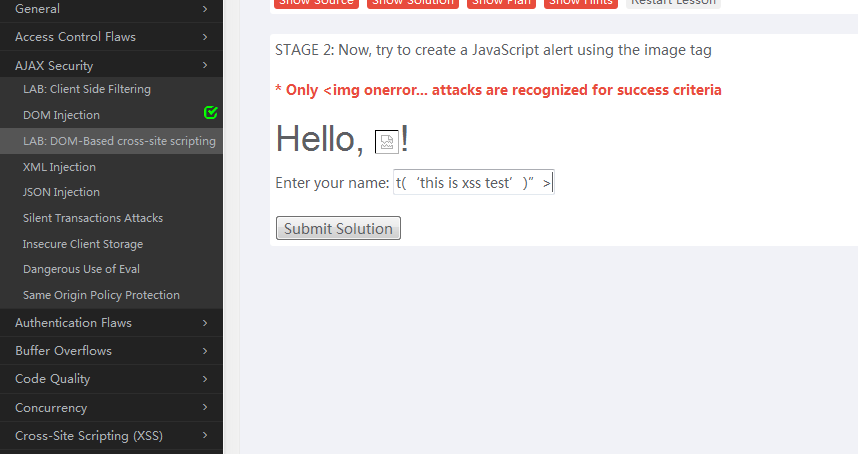 General
Access Control Flaws
AJAX Security
LAB: Client Side Filtering
DOM Injection
LAB: DOM-Based cross-site scripting
XML Injection
JSON Injection
Silent Transactions Attacks
Insecure Client Storage
Dangerous Use of Eval
Same Origin Policy Protection
Authentication Flaws
Buffer Overflows
Code Quality
Concurrency
Cross-Site Scripting (XSS)
Show Source Show Solution Show Plan Show Hints Restart Lesson
STAGE 2: Now, try to create a JavaScript alert using the image tag
* Only <img onerror... attacks are recognized for success criteria
Hello, !
Enter your name: t(‘this is xss test’)” >
Submit Solution